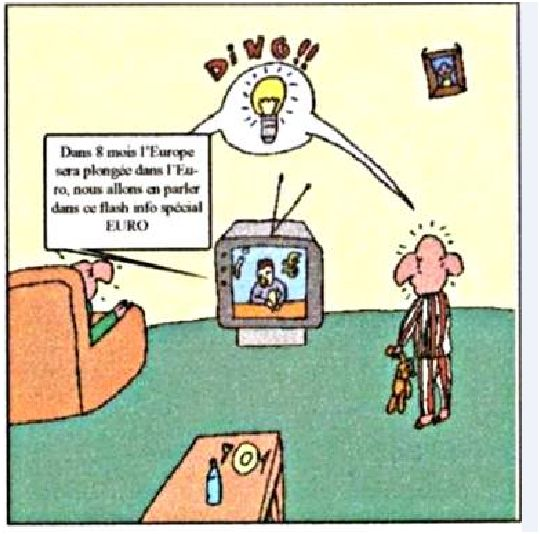 DING!!
Dans 8 mois l'Europe
sera plongée dans l'Eu-
ro, nous allons en parler
dans ce flash info spécial
EURO